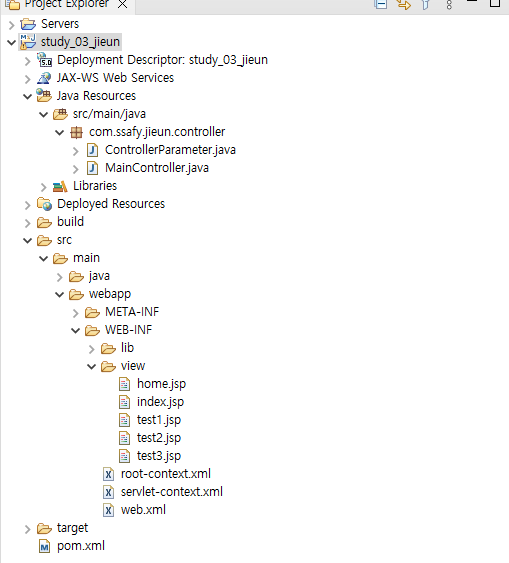 Project Explorer
Servers
study_03_jieun
Deployment Descriptor: study_03_jieun
JAX-WS Web Services
Java Resources
src/main/java
com.ssafy.jieun.controller
ControllerParameter.java
MainController.java
Libraries
Deployed Resources
build
src
main
java
webapp
META-INF
WEB-INF
lib
view
home.jsp
index.jsp
test1.jsp
test2.jsp
test3.jsp
root-context.xml
servlet-context.xml
web.xml
target
pom.xml